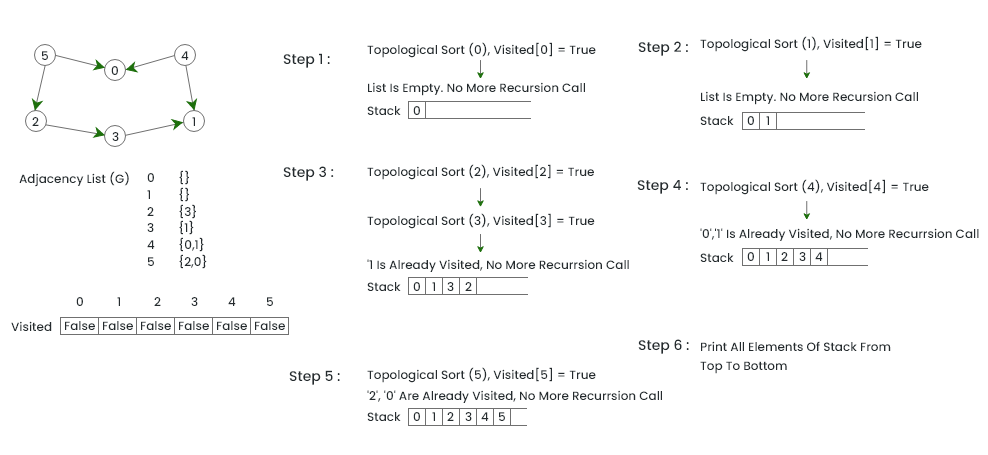 5
4
0
2
3
1
Adjacency List (G)
0 {}
1 {}
2 {3}
3 {1}
4 {0,1}
5 {2,0}
0 1 2 3 4 5
Visited False False False False False False
Step 1 : Topological Sort (0), Visited[0] = True
List Is Empty. No More Recursion Call
Stack 0
Step 2 : Topological Sort (1), Visited[1] = True
List Is Empty. No More Recursion Call
Stack 0 1
Step 3 : Topological Sort (2), Visited[2] = True
Topological Sort (3), Visited[3] = True
'1 Is Already Visited, No More Recurrsion Call
Stack 0 1 3 2
Step 4 : Topological Sort (4), Visited[4] = True
'0','1' Is Already Visited, No More Recurrsion Call
Stack 0 1 2 3 4
Step 5 : Topological Sort (5), Visited[5] = True
'2', '0' Are Already Visited, No More Recurrsion Call
Stack 0 1 2 3 4 5
Step 6 : Print All Elements Of Stack From
Top To Bottom